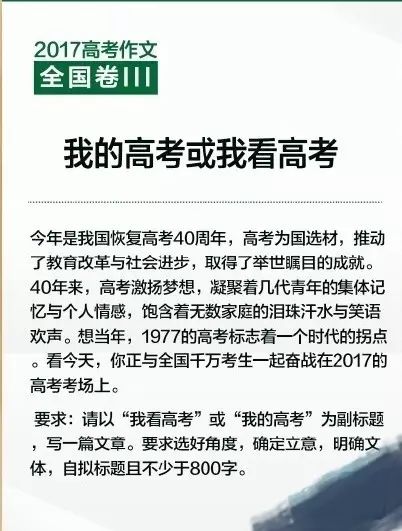 2017高考作文
全国卷III
我的高考或我看高考
今年是我国恢复高考40周年，高考为国选材，推动
了教育改革与社会进步，取得了举世瞩目的成就。
40年来，高考激扬梦想，凝聚着几代青年的集体记
忆与个人情感，饱含着无数家庭的泪珠汗水与笑语
欢声。想当年，1977的高考标志着一个时代的拐点
。看今天，你正与全国千万考生一起奋战在2017的
高考考场上。
要求：请以“我看高考”或“我的高考”为副标题
，写一篇文章。要求选好角度，确定立意，明确文
体，自拟标题且不少于800字。